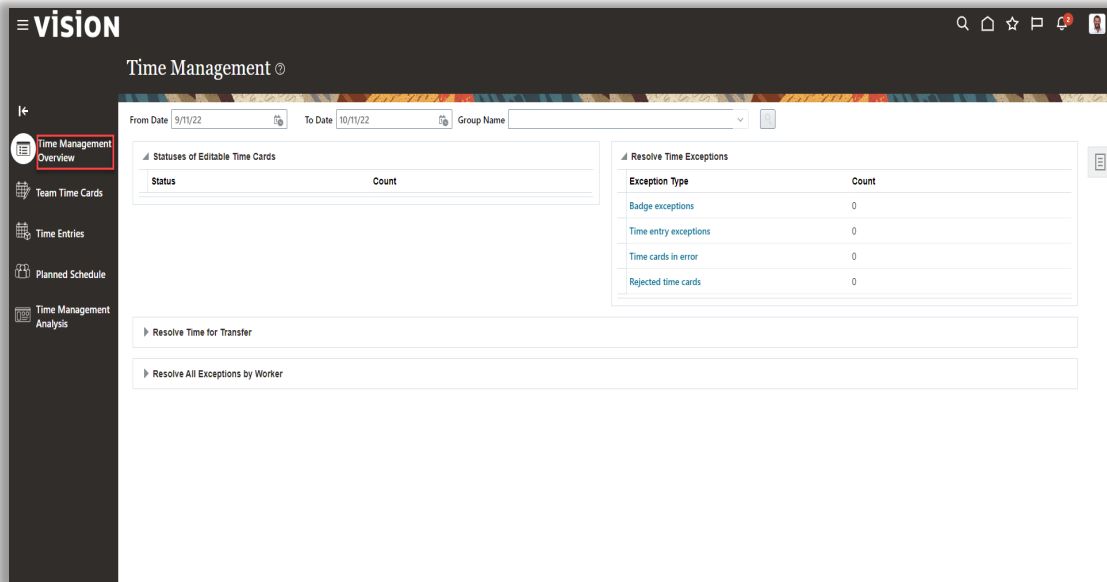 vision
2
Time Management
From Date 9/11/22 To Date 10/11/22 Group Name
Time Management
Overview
Team Time Cards
Time Entries
Planned Schedule
Time Management
Analysis
Statuses of Editable Time Cards
Status Count
Resolve Time Exceptions
Exception Type Count
Badge exceptions 0
Time entry exceptions 0
Time cards in error 0
Rejected time cards 0
Resolve Time for Transfer
Resolve All Exceptions by Worker